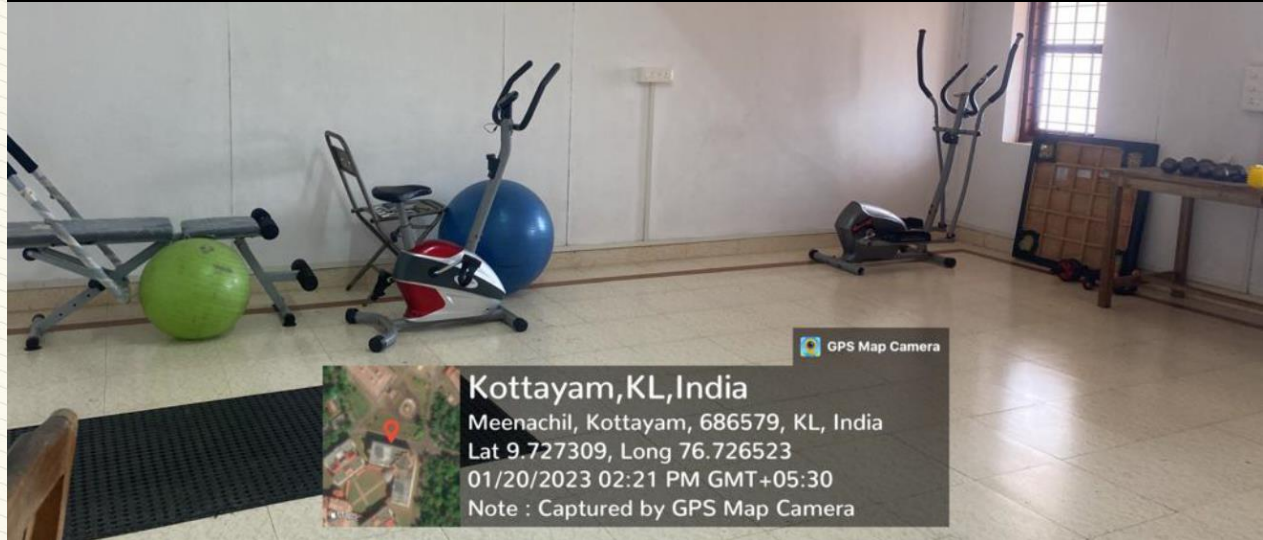 GPS Map Camera
Kottayam,KL,India
Meenachil, Kottayam, 686579, KL, India
Lat 9.727309, Long 76.726523
01/20/2023 02:21 PM GMT+05:30
Note : Captured by GPS Map Camera